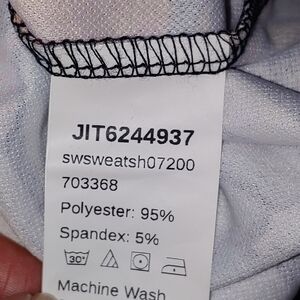 JIT6244937
swsweatsh07200
703368
Polyester: 95%
Spandex: 5%
30°
Machine Wash